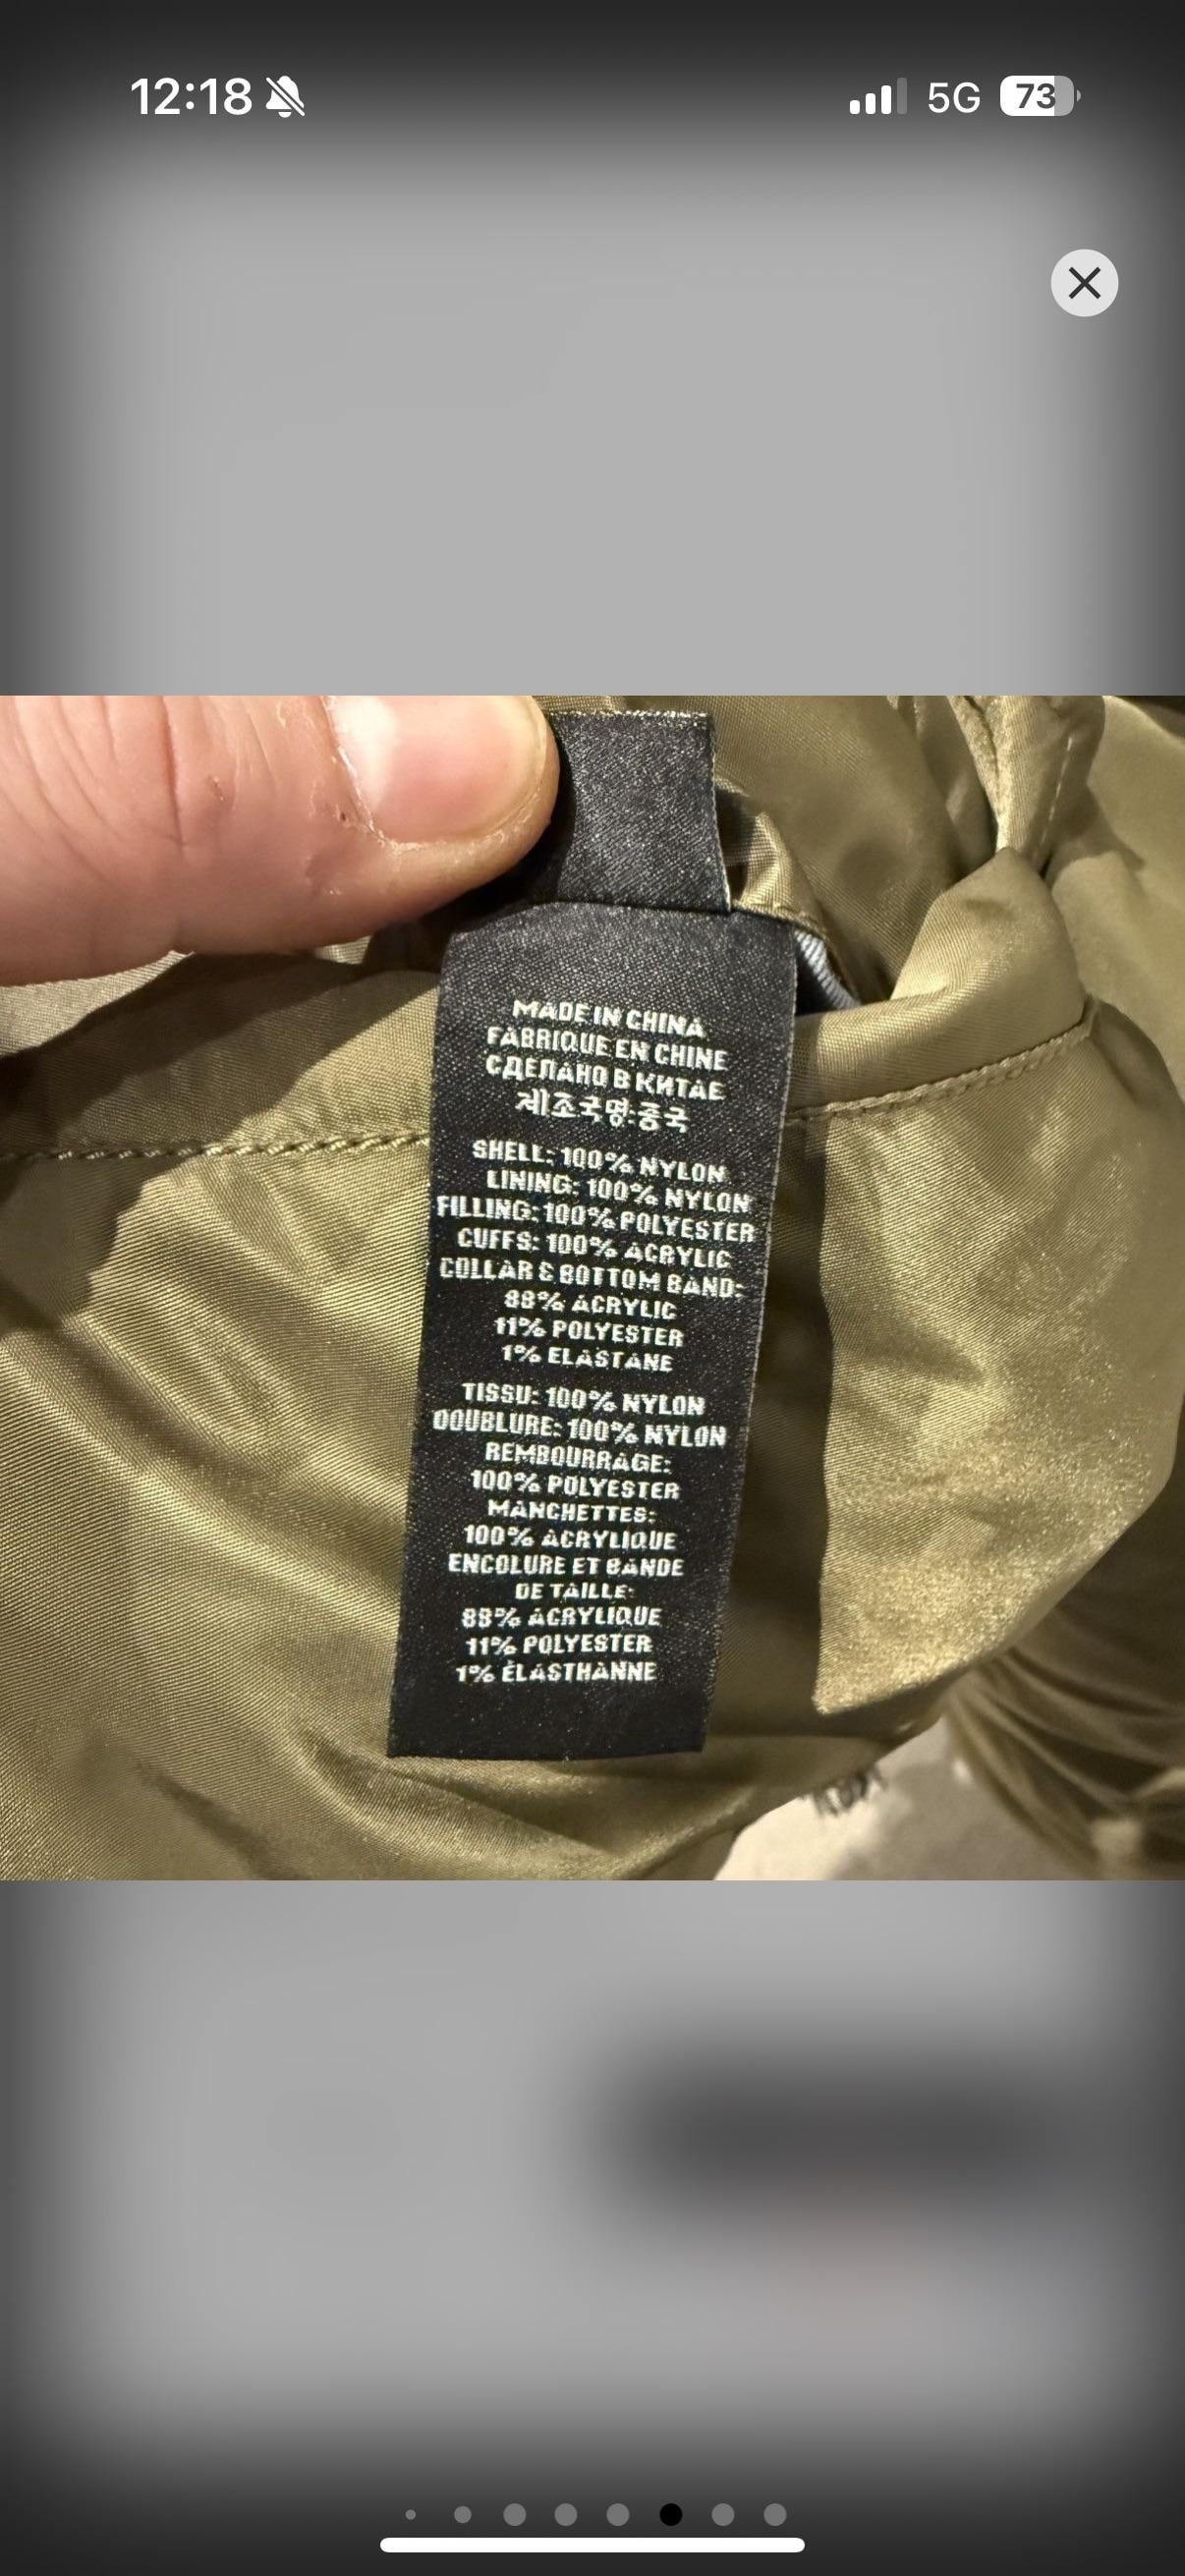 12:18
5G
73
MADE IN CHINA
FABRIQUE EN CHINE
СДЕЛАНО В КИТАЕ
제조국명:중국
SHELL: 100% NYLON
LINING: 100% NYLON
FILLING: 100% POLYESTER
CUFFS: 100% ACRYLIC
COLLAR & BOTTOM BAND:
88% ACRYLIC
11% POLYESTER
1% ELASTANE
TISSU: 100% NYLON
DOUBLURE: 100% NYLON
REMBOURRAGE:
100% POLYESTER
MANCHETTES:
100% ACRYLIQUE
ENCOLURE ET BANDE
DE TAILLE:
88% ACRYLIQUE
11% POLYESTER
1% ÉLASTHANNE